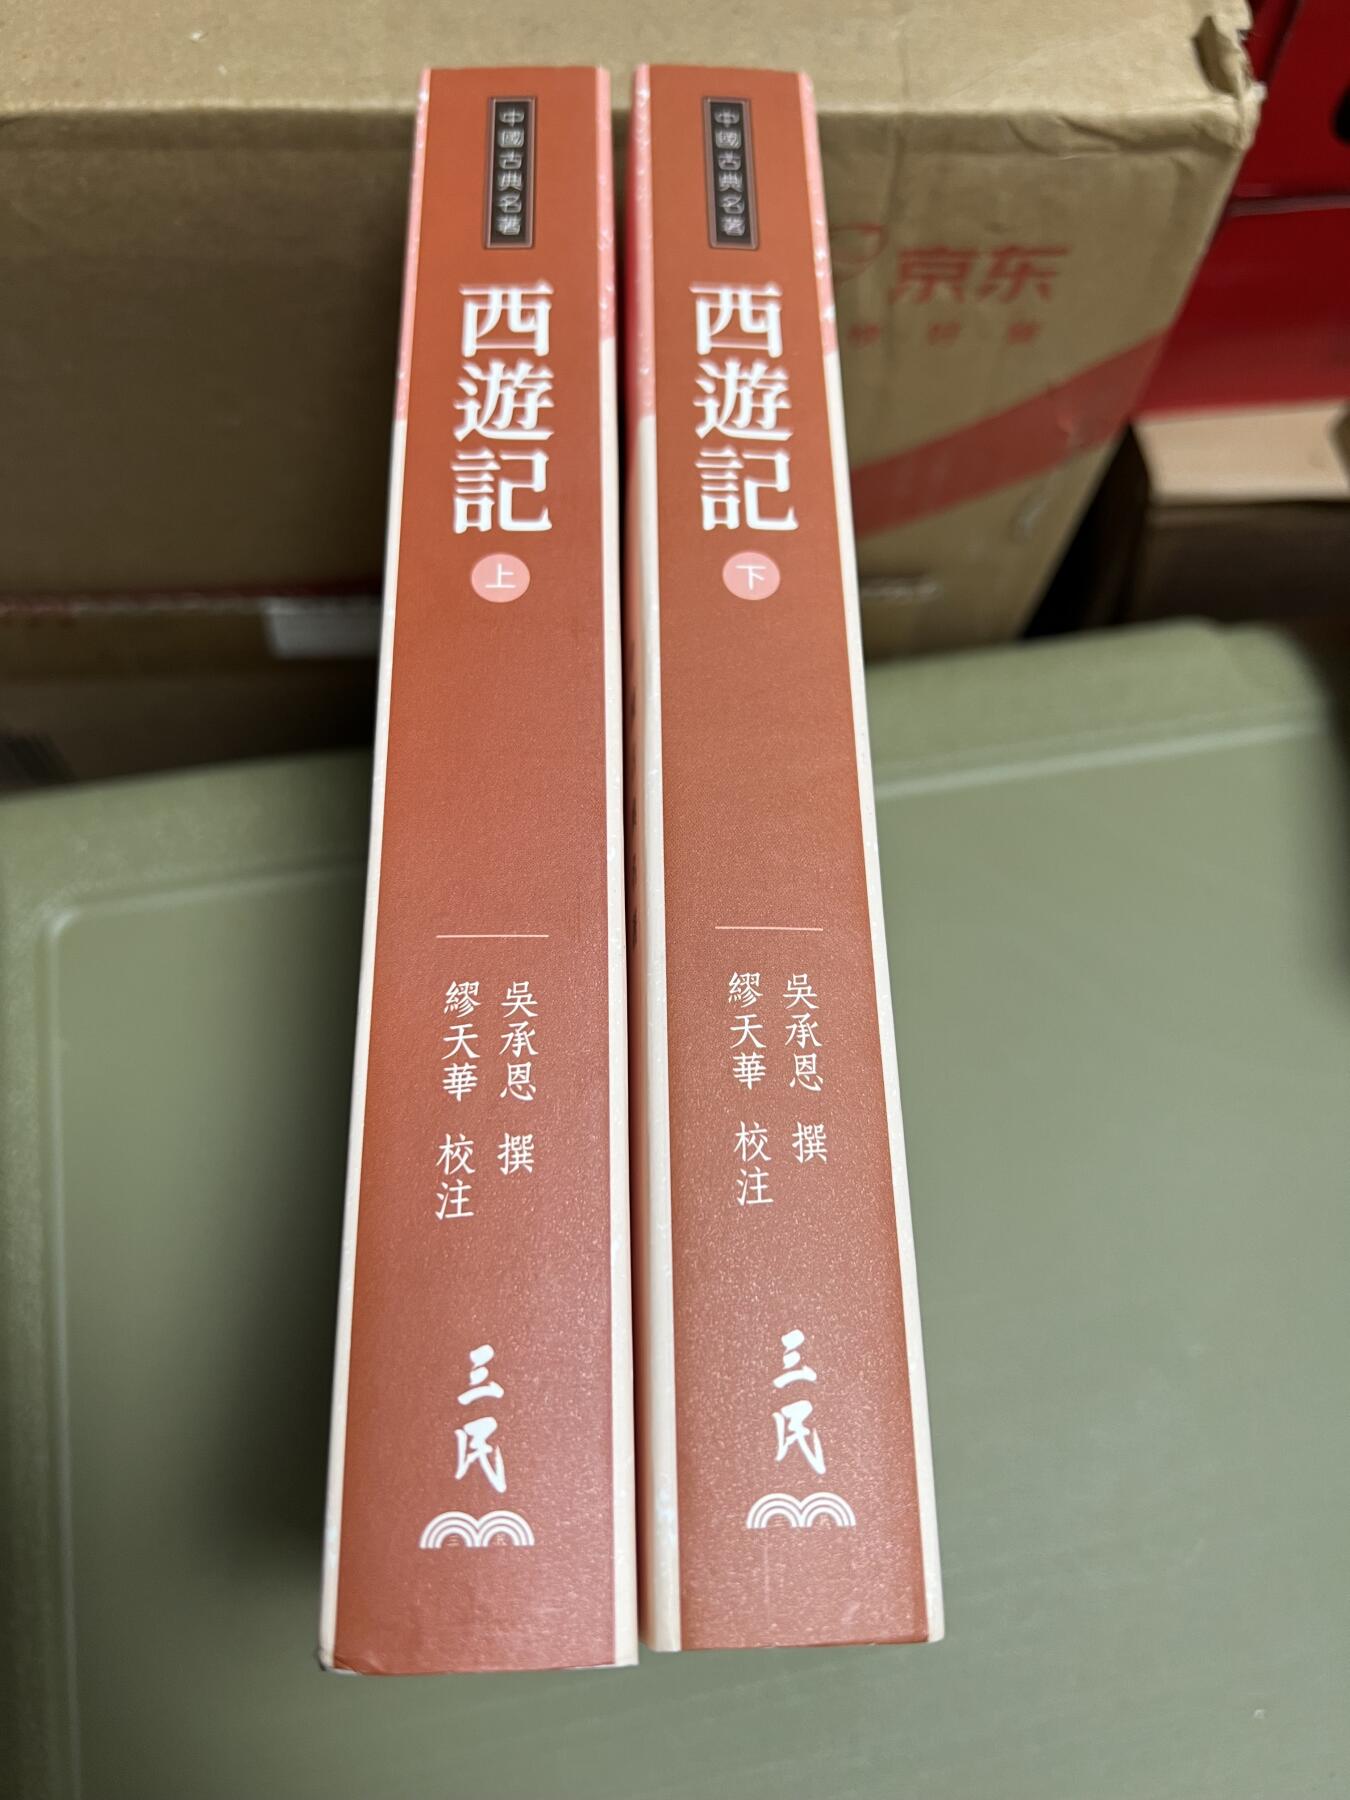 中國古典名著
西遊記
上
吳承恩 撰
繆天華 校注
三民
中國古典名著
西遊記
下
吳承恩 撰
繆天華 校注
三民
京东